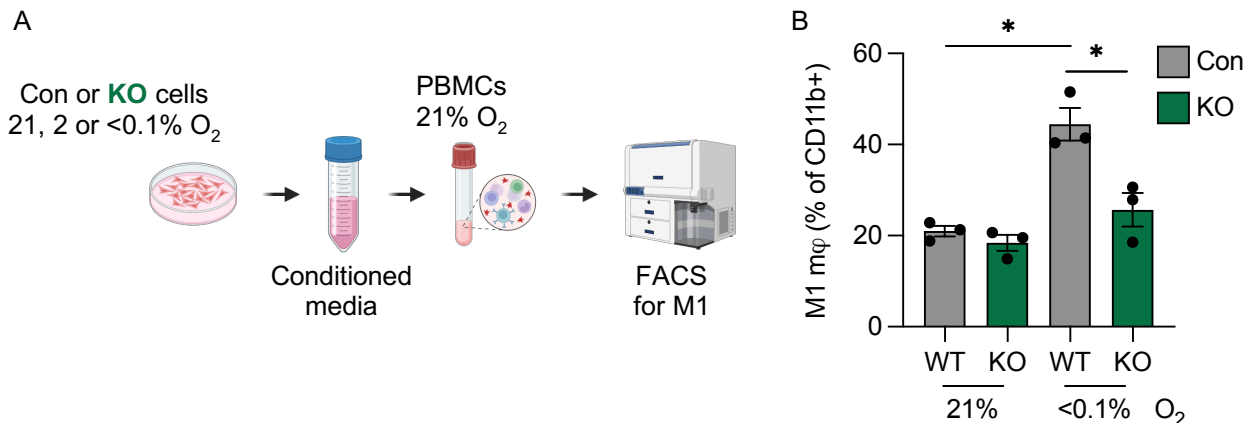 A
Con or KO cells
21, 2 or <0.1% O₂
PBMCs
21% O₂
Conditioned
media
FACS
for M1
B
M1 mφ (% of CD11b+)
60
40
20
0
*
*
Con
KO
WT KO WT KO
21% <0.1% O₂